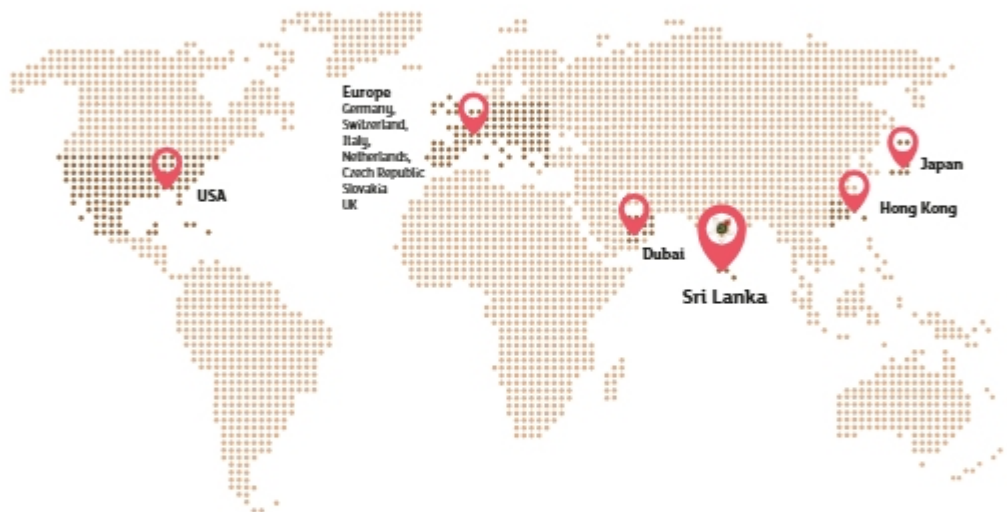 Europe
Germany,
Switzerland,
Italy,
Netherlands,
Czech Republic
Slovakia
UK
USA
Japan
Hong Kong
Dubai
Sri Lanka